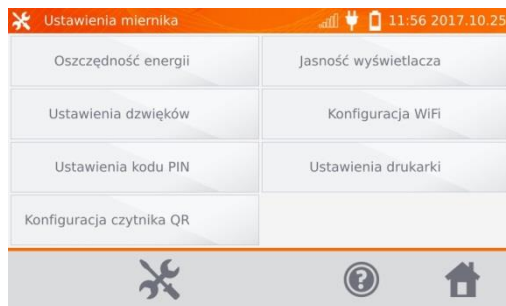 Ustawienia miernika 11:56 2017.10.25
Oszczędność energii Jasność wyświetlacza
Ustawienia dzwięków Konfiguracja WiFi
Ustawienia kodu PIN Ustawienia drukarki
Konfiguracja czytnika QR